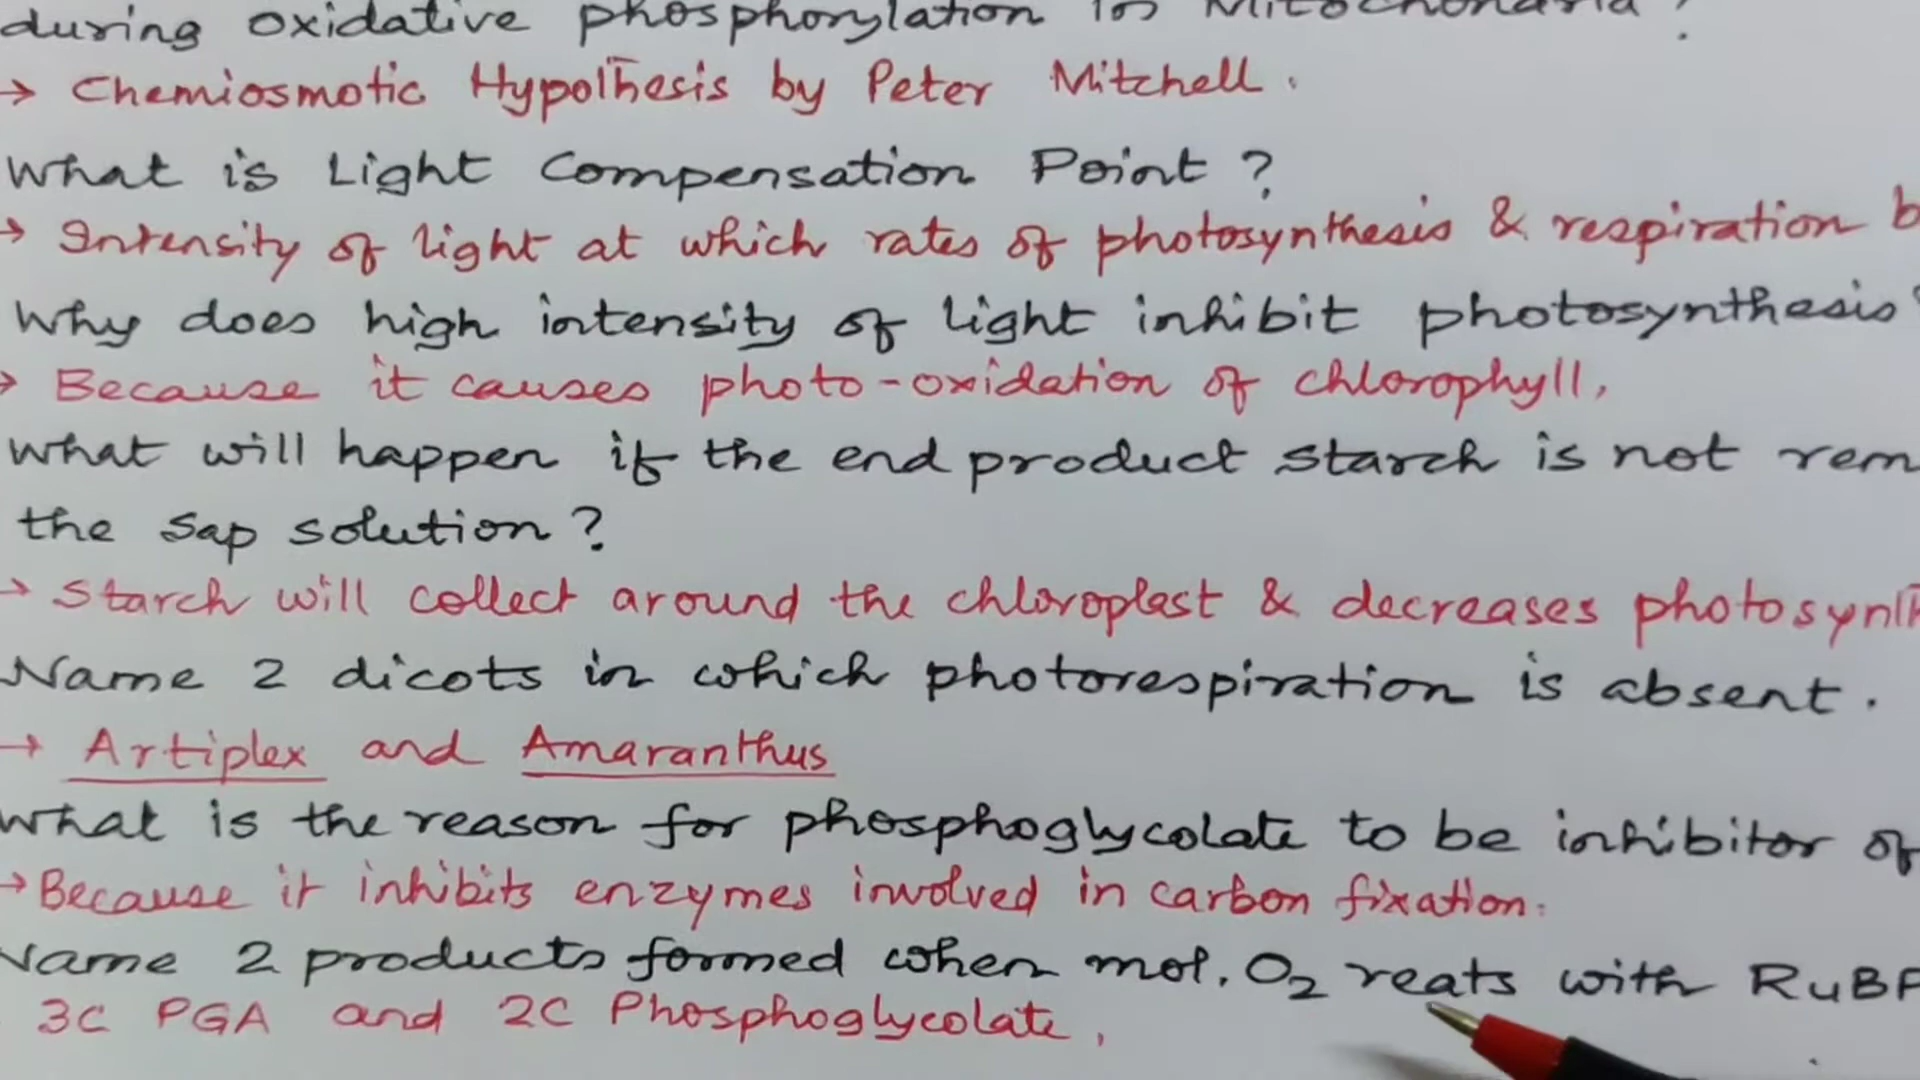 during oxidative phosphorylation in Mitochondria?
→ Chemiosmotic Hypothesis by Peter Mitchell.
What is Light Compensation Point?
→ Intensity of light at which rates of photosynthesis & respiration b
Why does high intensity of light inhibit photosynthesis?
→ Because it causes photo-oxidation of chlorophyll,
What will happen if the end product starch is not rem
the sap solution?
→ Starch will collect around the chloroplast & decreases photosynth
Name 2 dicots in which photorespiration is absent.
→ Artiplex and Amaranthus
What is the reason for phosphoglycolate to be inhibitor of
→ Because it inhibits enzymes involved in carbon fixation.
Name 2 products formed when mol. O2 reats with RuBP
3C PGA and 2C Phosphoglycolate,